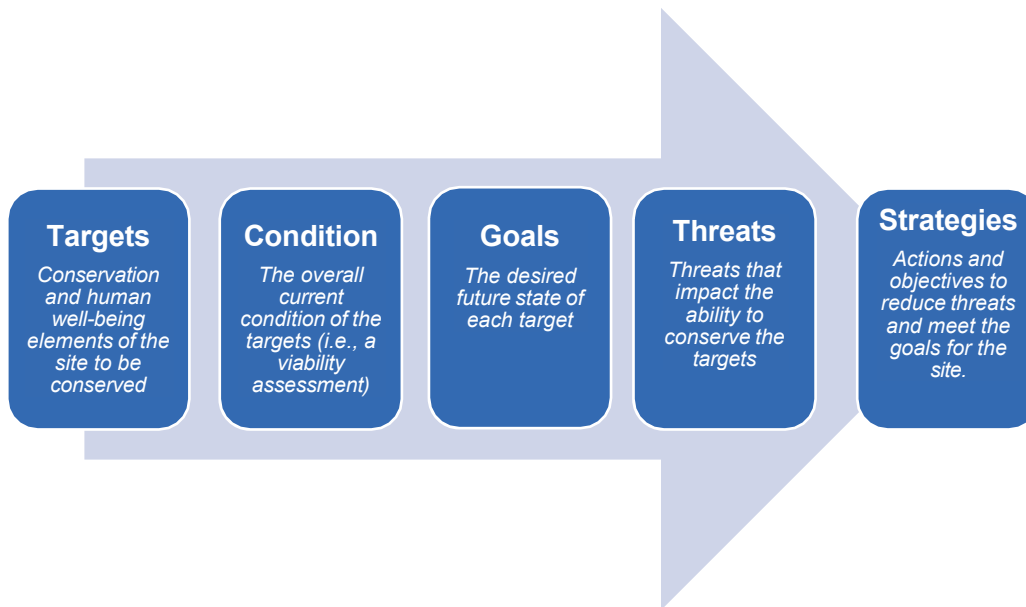 Targets
Conservation
and human
well-being
elements of the
site to be
conserved
Condition
The overall
current
condition of the
targets (i.e., a
viability
assessment)
Goals
The desired
future state of
each target
Threats
Threats that
impact the
ability to
conserve the
targets
Strategies
Actions and
objectives to
reduce threats
and meet the
goals for the
site.